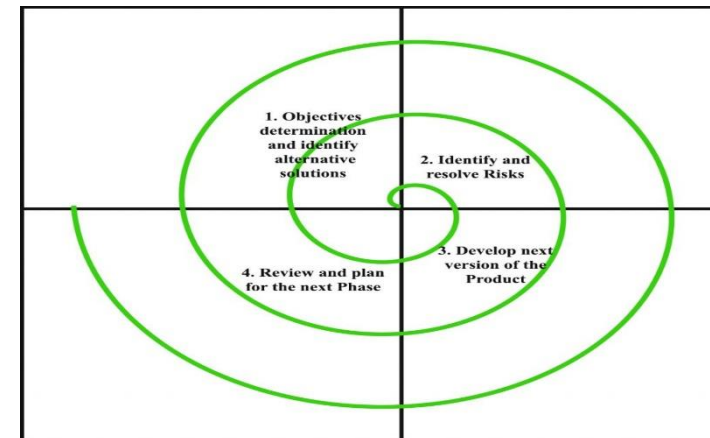 1. Objectives
determination
and identify
alternative
solutions
2. Identify and
resolve Risks
3. Develop next
version of the
Product
4. Review and plan
for the next Phase